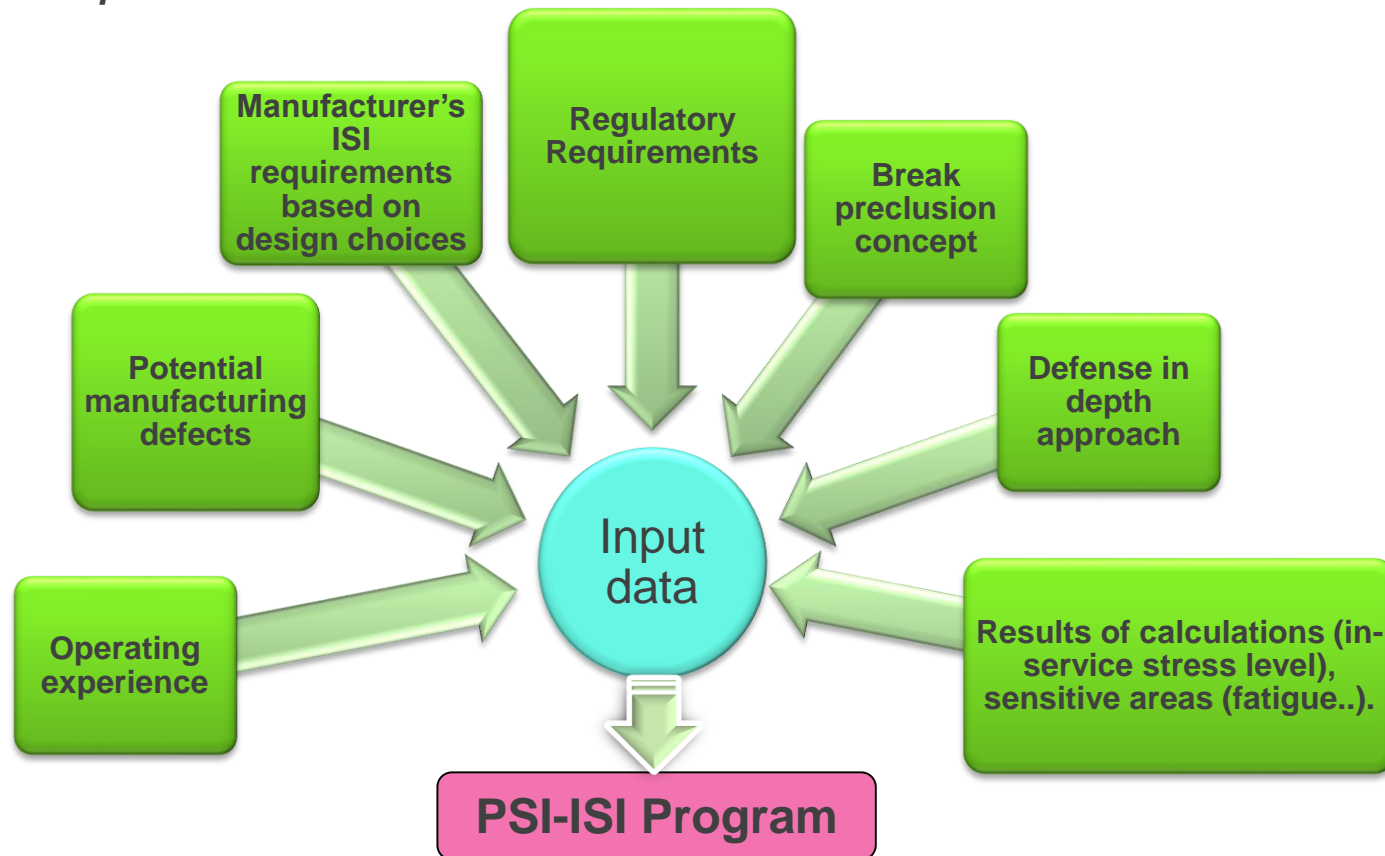 Manufacturer’s
ISI
requirements
based on
design choices
Regulatory
Requirements
Break
preclusion
concept
Potential
manufacturing
defects
Defense in
depth
approach
Operating
experience
Input
data
Results of calculations (in-
service stress level),
sensitive areas (fatigue..).
PSI-ISI Program